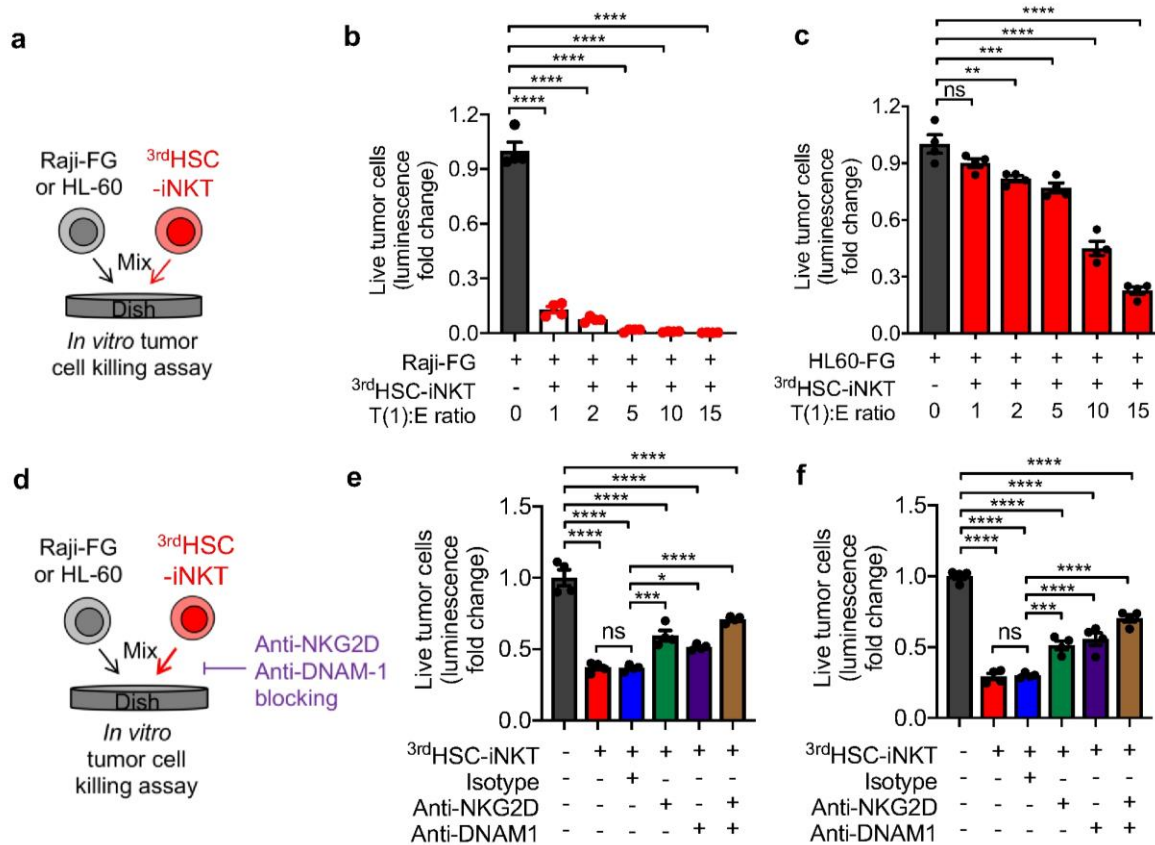 a
Raji-FG
or HL-60
3rdHSC
-iNKT
Mix
Dish
In vitro tumor
cell killing assay
b
****
****
****
****
****
Live tumor cells
(luminescence
fold change)
1.2
0.9
0.6
0.3
0.0
Raji-FG + + + + + +
3rdHSC-iNKT - + + + + +
T(1):E ratio 0 1 2 5 10 15
c
****
****
***
**
ns
Live tumor cells
(luminescence
fold change)
1.2
0.9
0.6
0.3
0.0
HL60-FG + + + + + +
3rdHSC-iNKT - + + + + +
T(1):E ratio 0 1 2 5 10 15
d
Raji-FG
or HL-60
3rdHSC
-iNKT
Mix
Anti-NKG2D
Anti-DNAM-1
blocking
Dish
In vitro
tumor cell
killing assay
e
****
****
****
****
****
****
*
***
ns
Live tumor cells
(luminescence
fold change)
1.5
1.0
0.5
0.0
3rdHSC-iNKT - + + + + +
Isotype - - + - - -
Anti-NKG2D - - - + - +
Anti-DNAM1 - - - - + +
f
****
****
****
****
****
****
****
***
ns
Live tumor cells
(luminescence
fold change)
1.5
1.0
0.5
0.0
3rdHSC-iNKT - + + + + +
Isotype - - + - - -
Anti-NKG2D - - - + - +
Anti-DNAM1 - - - - + +